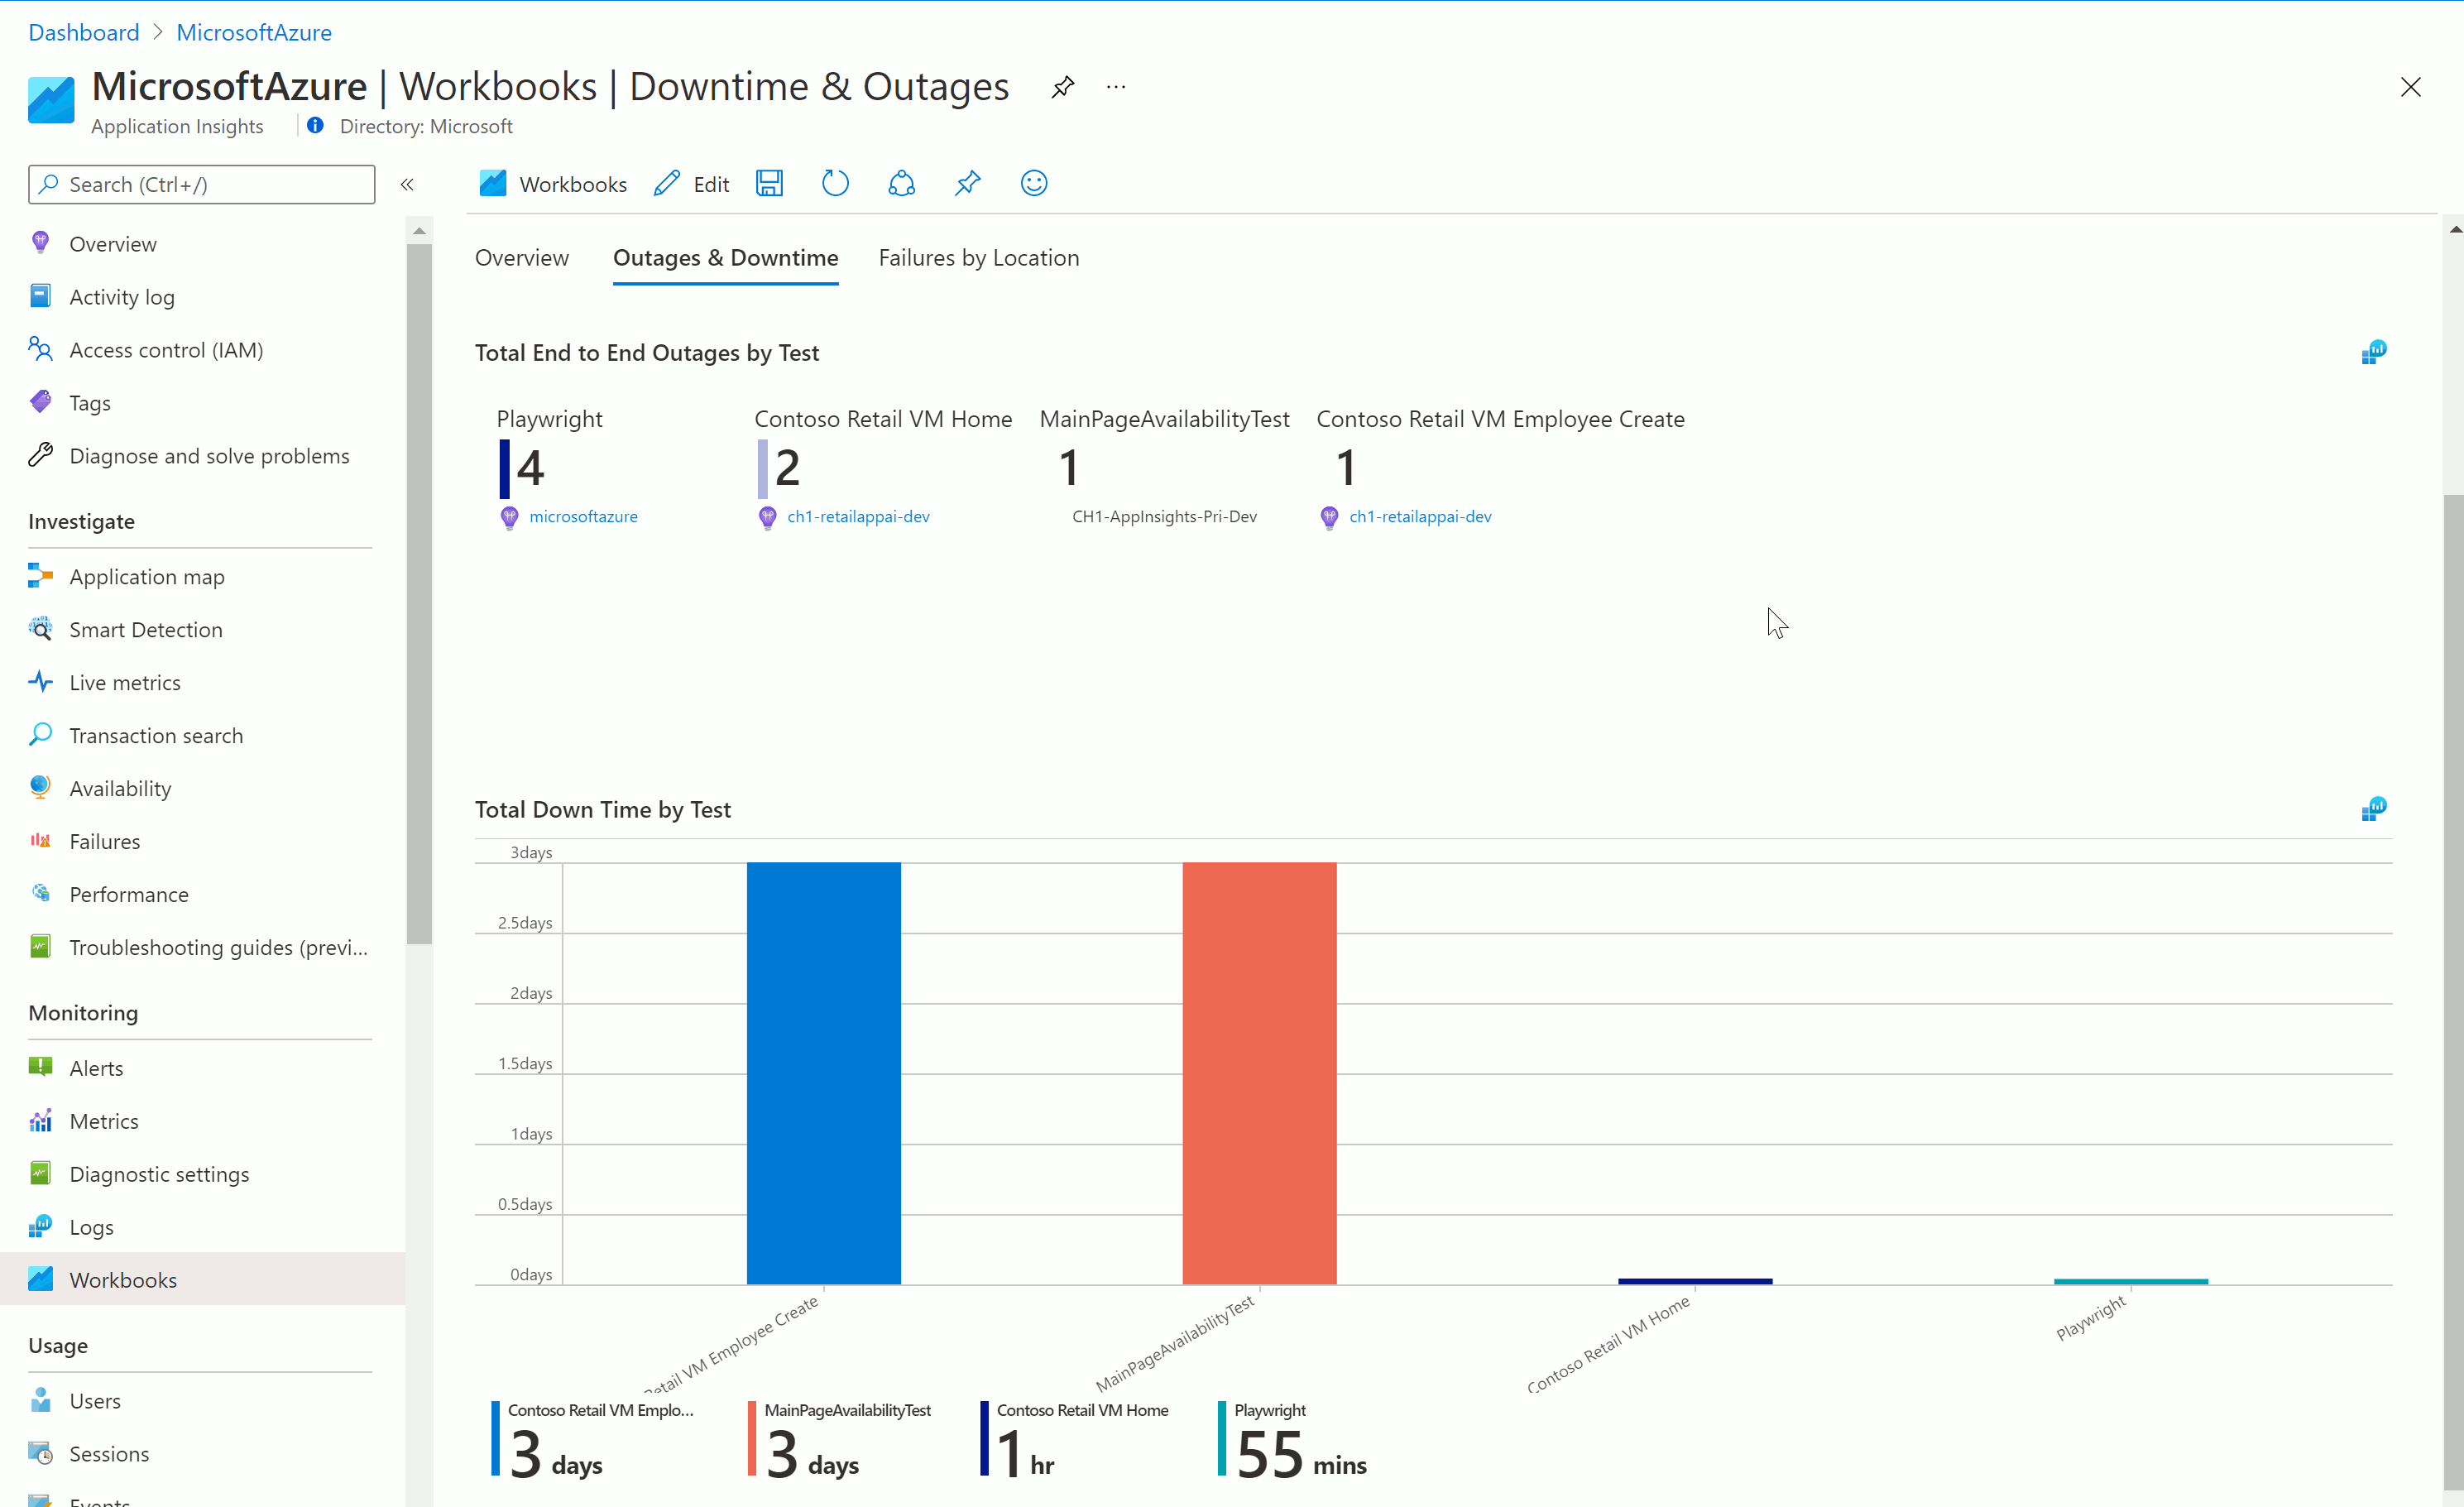 Dashboard > MicrosoftAzure
MicrosoftAzure | Workbooks | Downtime & Outages ...
Application Insights | Directory: Microsoft
Search (Ctrl+/)
Overview
Activity log
Access control (IAM)
Tags
Diagnose and solve problems
Investigate
Application map
Smart Detection
Live metrics
Transaction search
Availability
Failures
Performance
Troubleshooting guides (previ...
Monitoring
Alerts
Metrics
Diagnostic settings
Logs
Workbooks
Usage
Users
Sessions
Events
Workbooks Edit
Overview Outages & Downtime Failures by Location
Total End to End Outages by Test
Playwright Contoso Retail VM Home MainPageAvailabilityTest Contoso Retail VM Employee Create
4 2 1 1
microsoftazure ch1-retailappai-dev CH1-AppInsights-Pri-Dev ch1-retailappai-dev
Total Down Time by Test
3days
2.5days
2days
1.5days
1days
0.5days
0days
etail VM Employee Create MainPageAvailabilityTest Contoso Retail VM Home Playwright
Contoso Retail VM Emplo... MainPageAvailabilityTest Contoso Retail VM Home Playwright
3 days 3 days 1 hr 55 mins